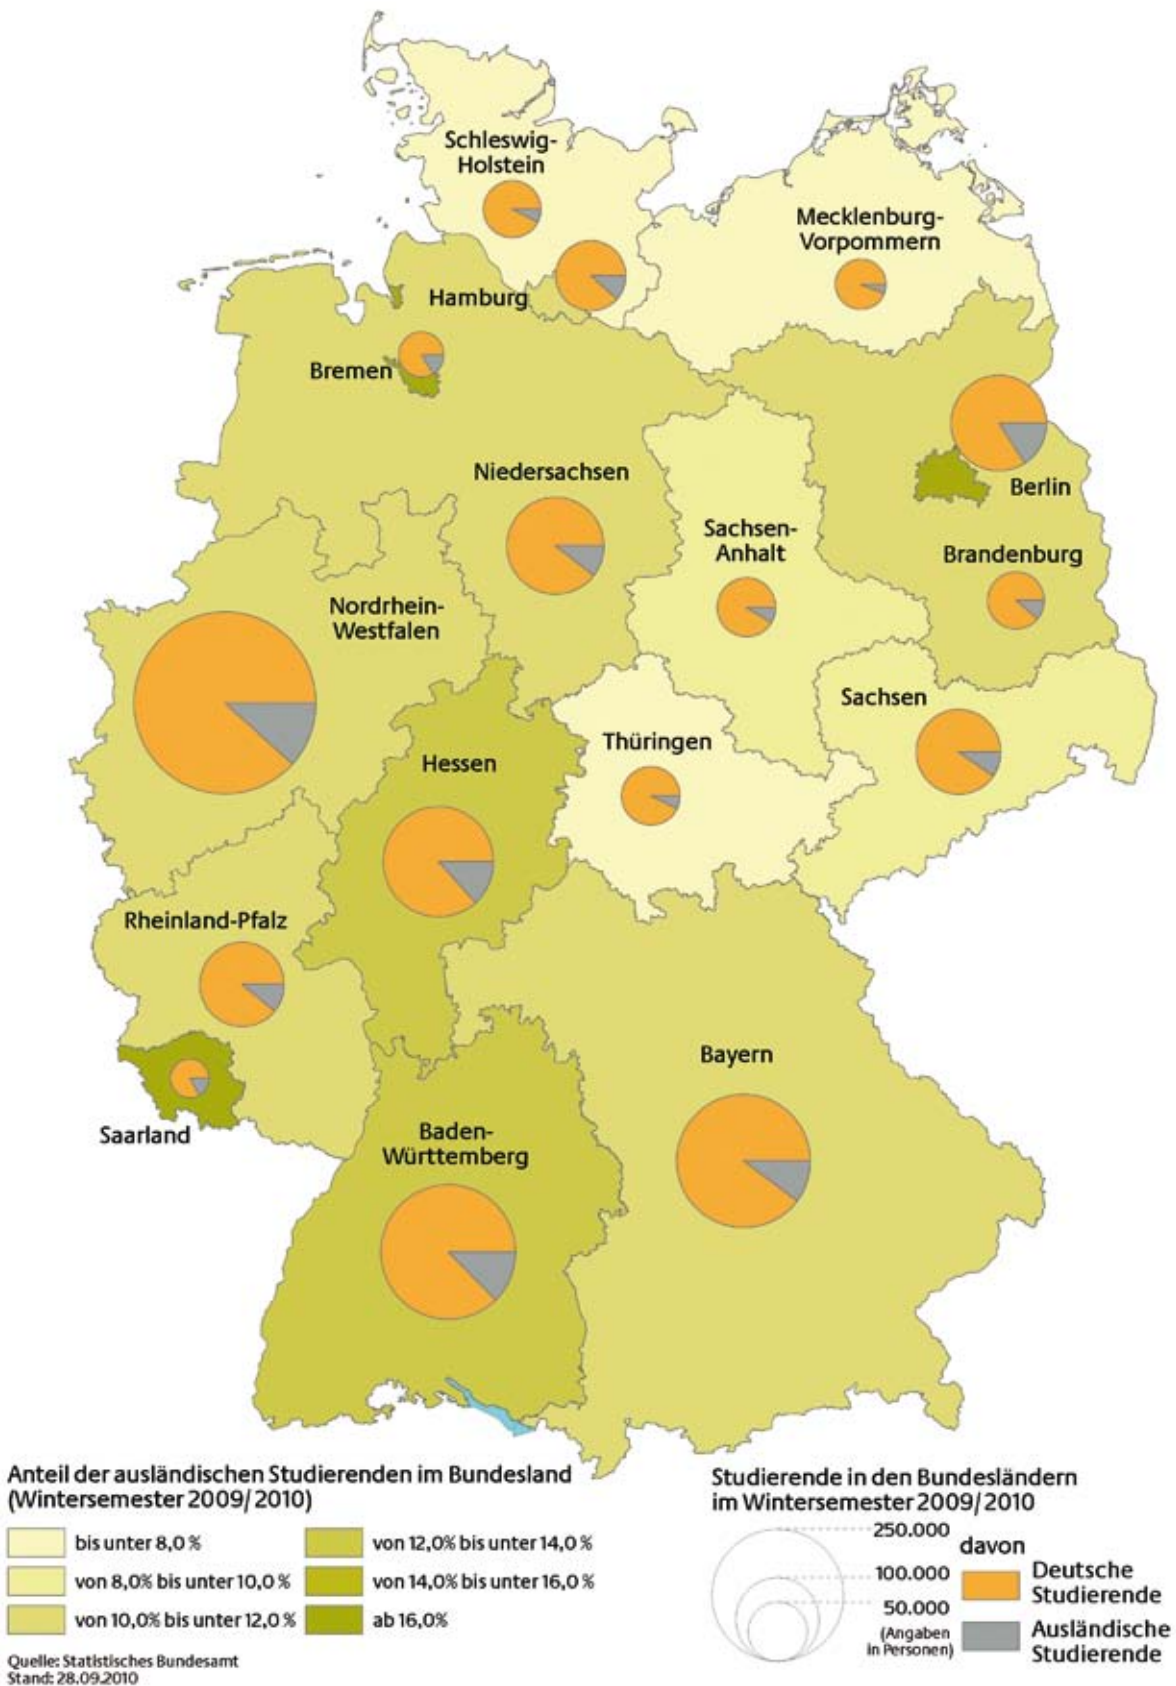 Schleswig-
Holstein
Mecklenburg-
Vorpommern
Hamburg
Bremen
Niedersachsen
Berlin
Sachsen-
Anhalt
Brandenburg
Nordrhein-
Westfalen
Sachsen
Thüringen
Hessen
Rheinland-Pfalz
Bayern
Saarland
Baden-
Württemberg
Anteil der ausländischen Studierenden im Bundesland
(Wintersemester 2009/2010)
bis unter 8,0 %
von 8,0% bis unter 10,0 %
von 10,0% bis unter 12,0 %
von 12,0% bis unter 14,0 %
von 14,0% bis unter 16,0 %
ab 16,0%
Quelle: Statistisches Bundesamt
Stand: 28.09.2010
Studierende in den Bundesländern
im Wintersemester 2009/2010
250.000
100.000
50.000
(Angaben
in Personen)
davon
Deutsche
Studierende
Ausländische
Studierende